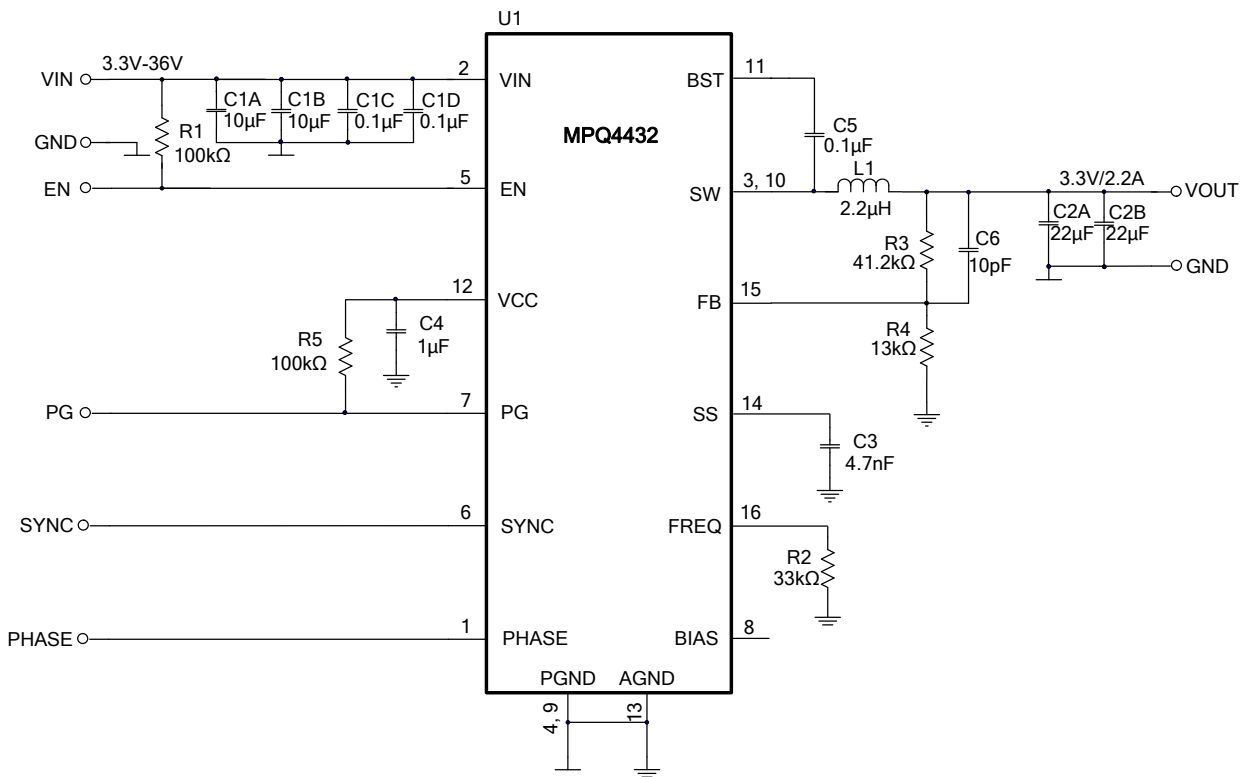 U1
VIN
3.3V-36V
2
VIN
BST
11
C1A
10µF
C1B
10µF
C1C
0.1µF
C1D
0.1µF
MPQ4432
GND
R1
100kΩ
C5
0.1µF
EN
5
EN
SW
3, 10
L1
2.2µH
3.3V/2.2A
VOUT
R3
41.2kΩ
C6
10pF
C2A
22µF
C2B
22µF
GND
12
VCC
FB
15
R5
100kΩ
C4
1µF
R4
13kΩ
PG
7
PG
SS
14
C3
4.7nF
SYNC
6
SYNC
FREQ
16
R2
33kΩ
PHASE
1
PHASE
BIAS
8
PGND
AGND
4, 9
13